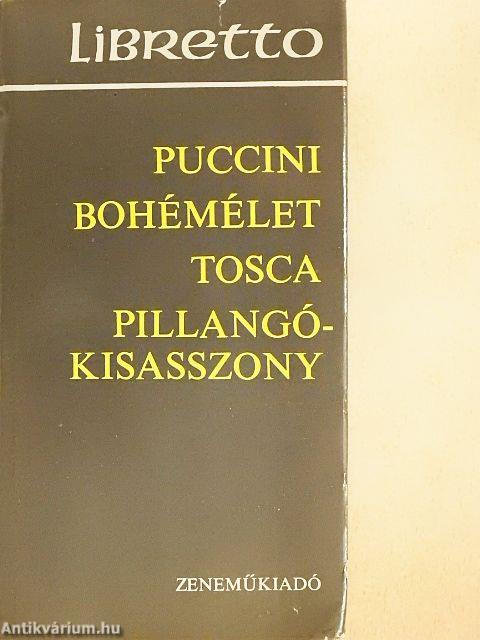 LiBRetto
PUCCINI
BOHÉMÉLET
TOSCA
PILLANGÓ-
KISASSZONY
ZENEMŰKIADÓ
Antikvárium.hu